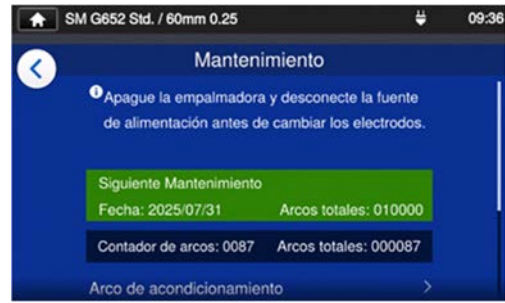 SM G652 Std. / 60mm 0.25 09:36
Mantenimiento
Apague la empalmadora y desconecte la fuente
de alimentación antes de cambiar los electrodos.
Siguiente Mantenimiento
Fecha: 2025/07/31 Arcos totales: 010000
Contador de arcos: 0087 Arcos totales: 000087
Arco de acondicionamiento